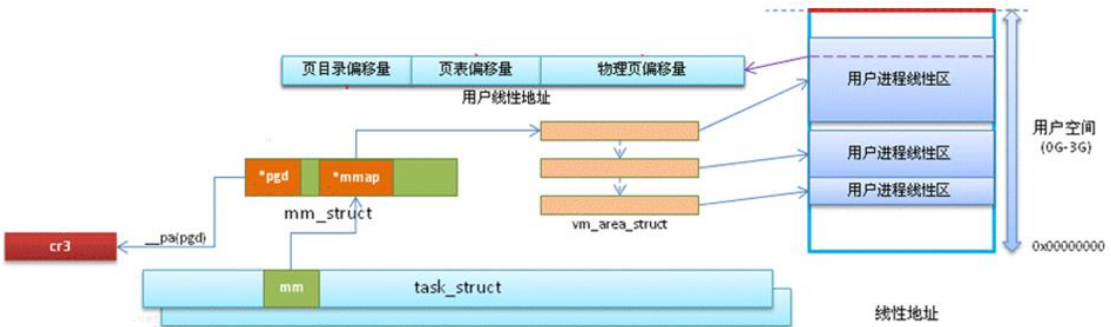 页目录偏移量 页表偏移量 物理页偏移量
用户线性地址
用户进程线性区
用户进程线性区
用户进程线性区
用户空间
(0G-3G)
0x00000000
线性地址
*pgd *mmap
mm_struct
vm_area_struct
__pa(pgd)
cr3
mm task_struct